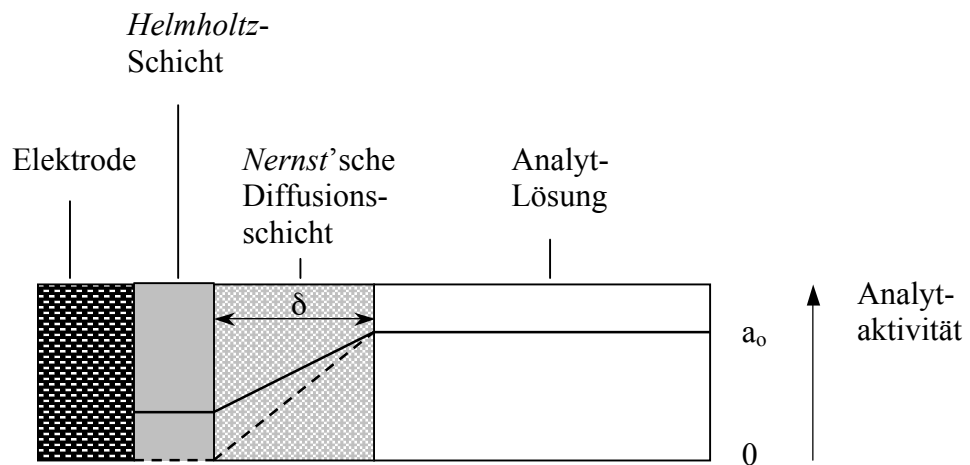 Helmholtz-
Schicht
Elektrode
Nernst’sche
Diffusions-
schicht
Analyt-
Lösung
δ
a₀
0
Analyt-
aktivität